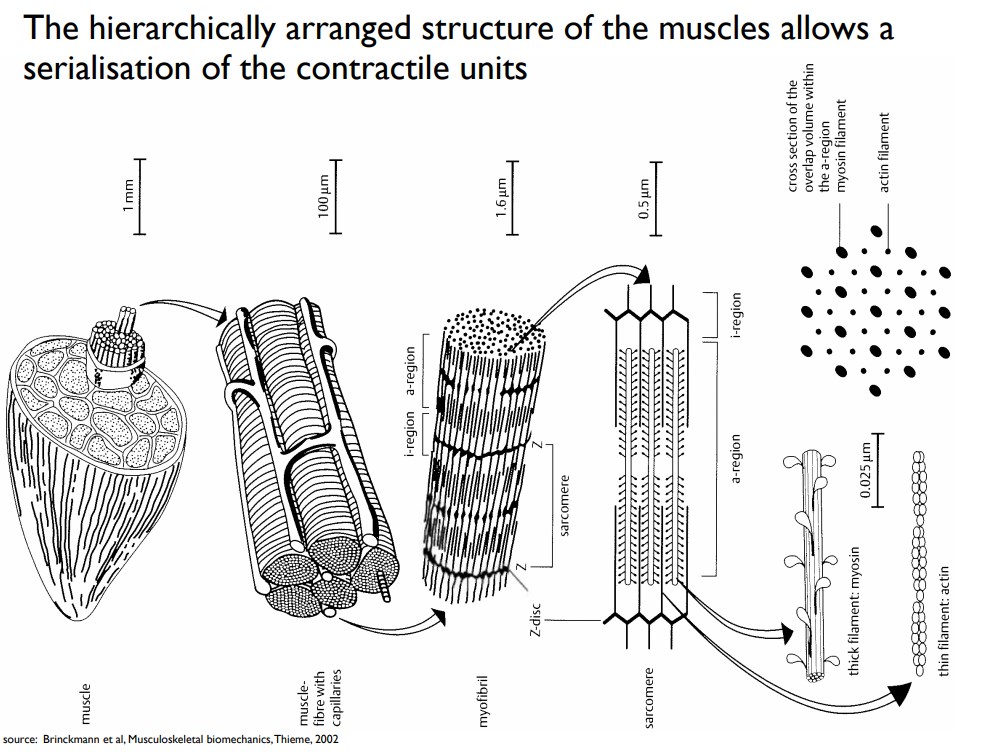 The hierarchically arranged structure of the muscles allows a
serialisation of the contractile units
1 mm
100 µm
1.6 µm
0.5 µm
cross section of the
overlap volume within
the a-region
myosin filament
actin filament
a-region
i-region
Z
sarcomere
Z
Z-disc
i-region
a-region
0.025 µm
thick filament: myosin
thin filament: actin
muscle
muscle-
fibre with
capillaries
myofibril
sarcomere
source: Brinckmann et al, Musculoskeletal biomechanics, Thieme, 2002